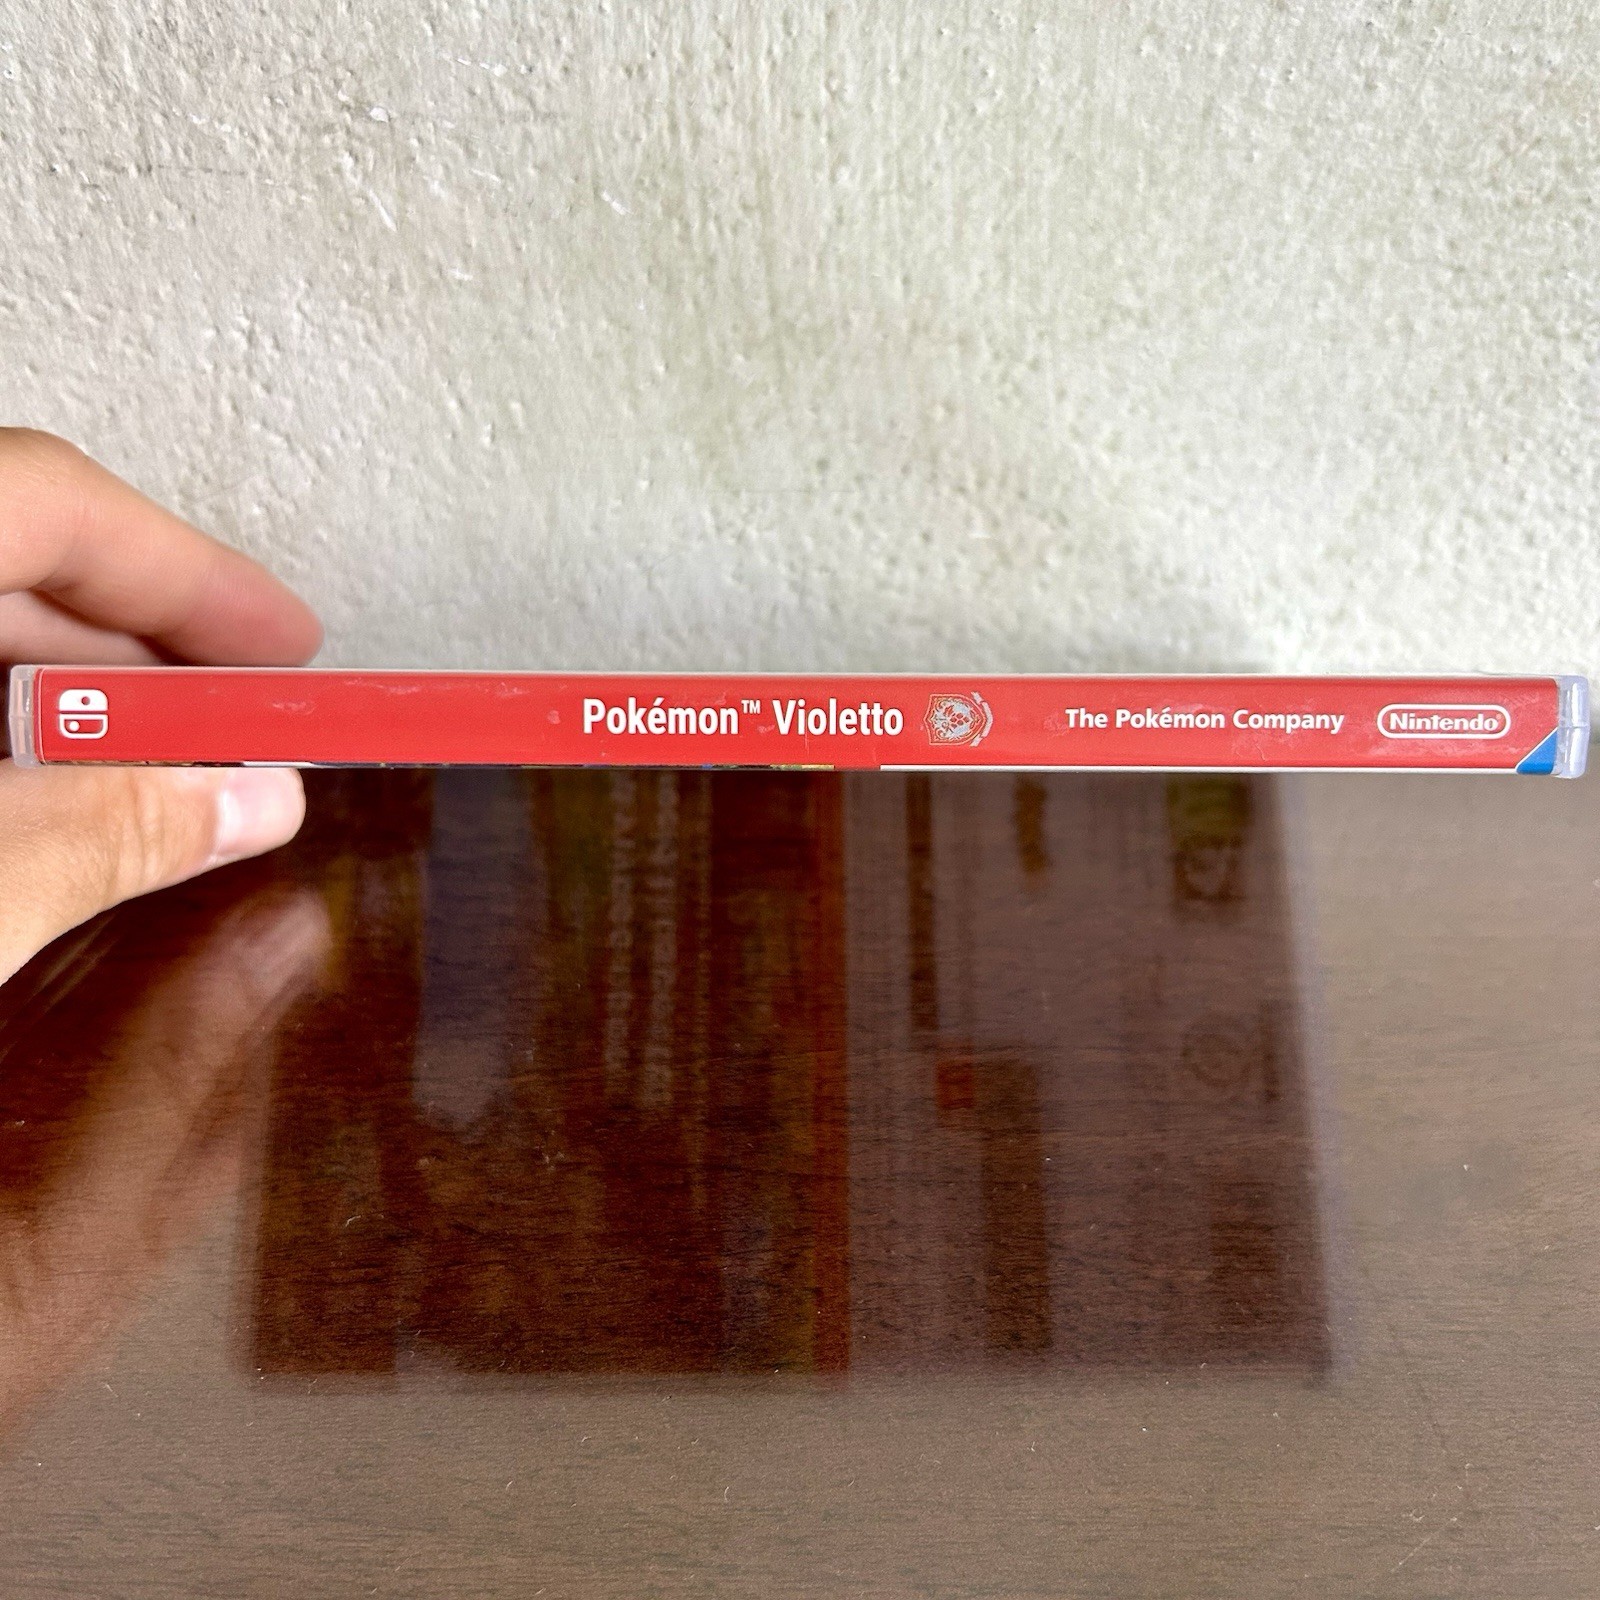 Pokémon™ Violetto
The Pokémon Company
Nintendo®